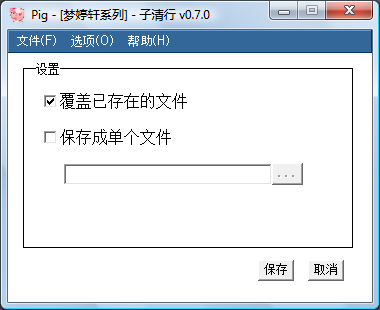 Pig - [梦婷轩系列] - 子清行 v0.7.0
文件(F) 选项(O) 帮助(H)
设置
覆盖已存在的文件
保存成单个文件
...
保存 取消